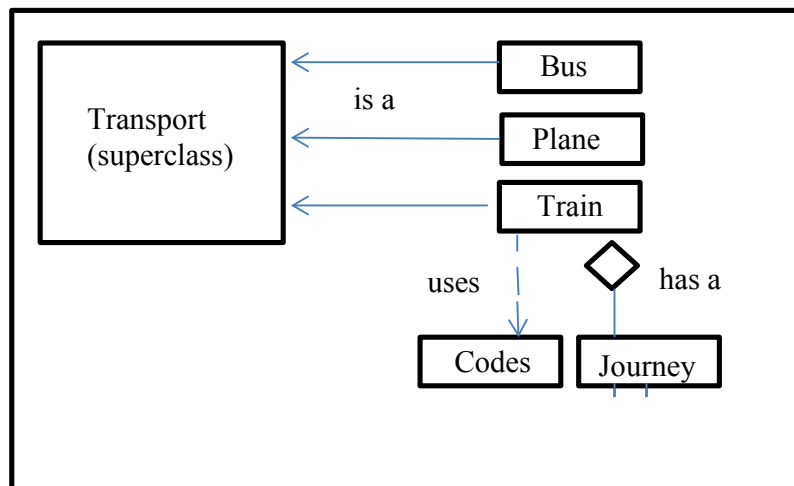 Bus
is a
Transport
(superclass)
Plane
Train
uses
has a
Codes
Journey